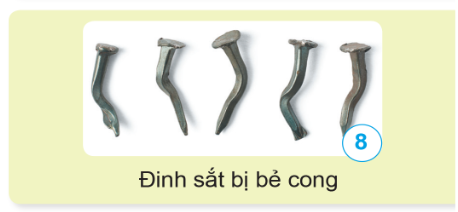 8
Đinh sắt bị bẻ cong